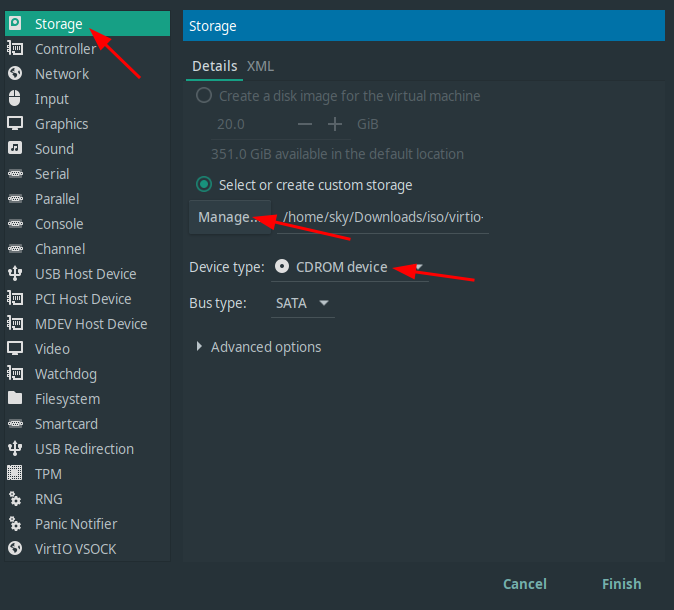 Storage
Controller
Network
Input
Graphics
Sound
Serial
Parallel
Console
Channel
USB Host Device
PCI Host Device
MDEV Host Device
Video
Watchdog
Filesystem
Smartcard
USB Redirection
TPM
RNG
Panic Notifier
VirtIO VSOCK
Storage
Details XML
Create a disk image for the virtual machine
20.0 GiB
351.0 GiB available in the default location
Select or create custom storage
Manage... /home/sky/Downloads/iso/virtio-
Device type: CDROM device
Bus type: SATA
Advanced options
Cancel Finish